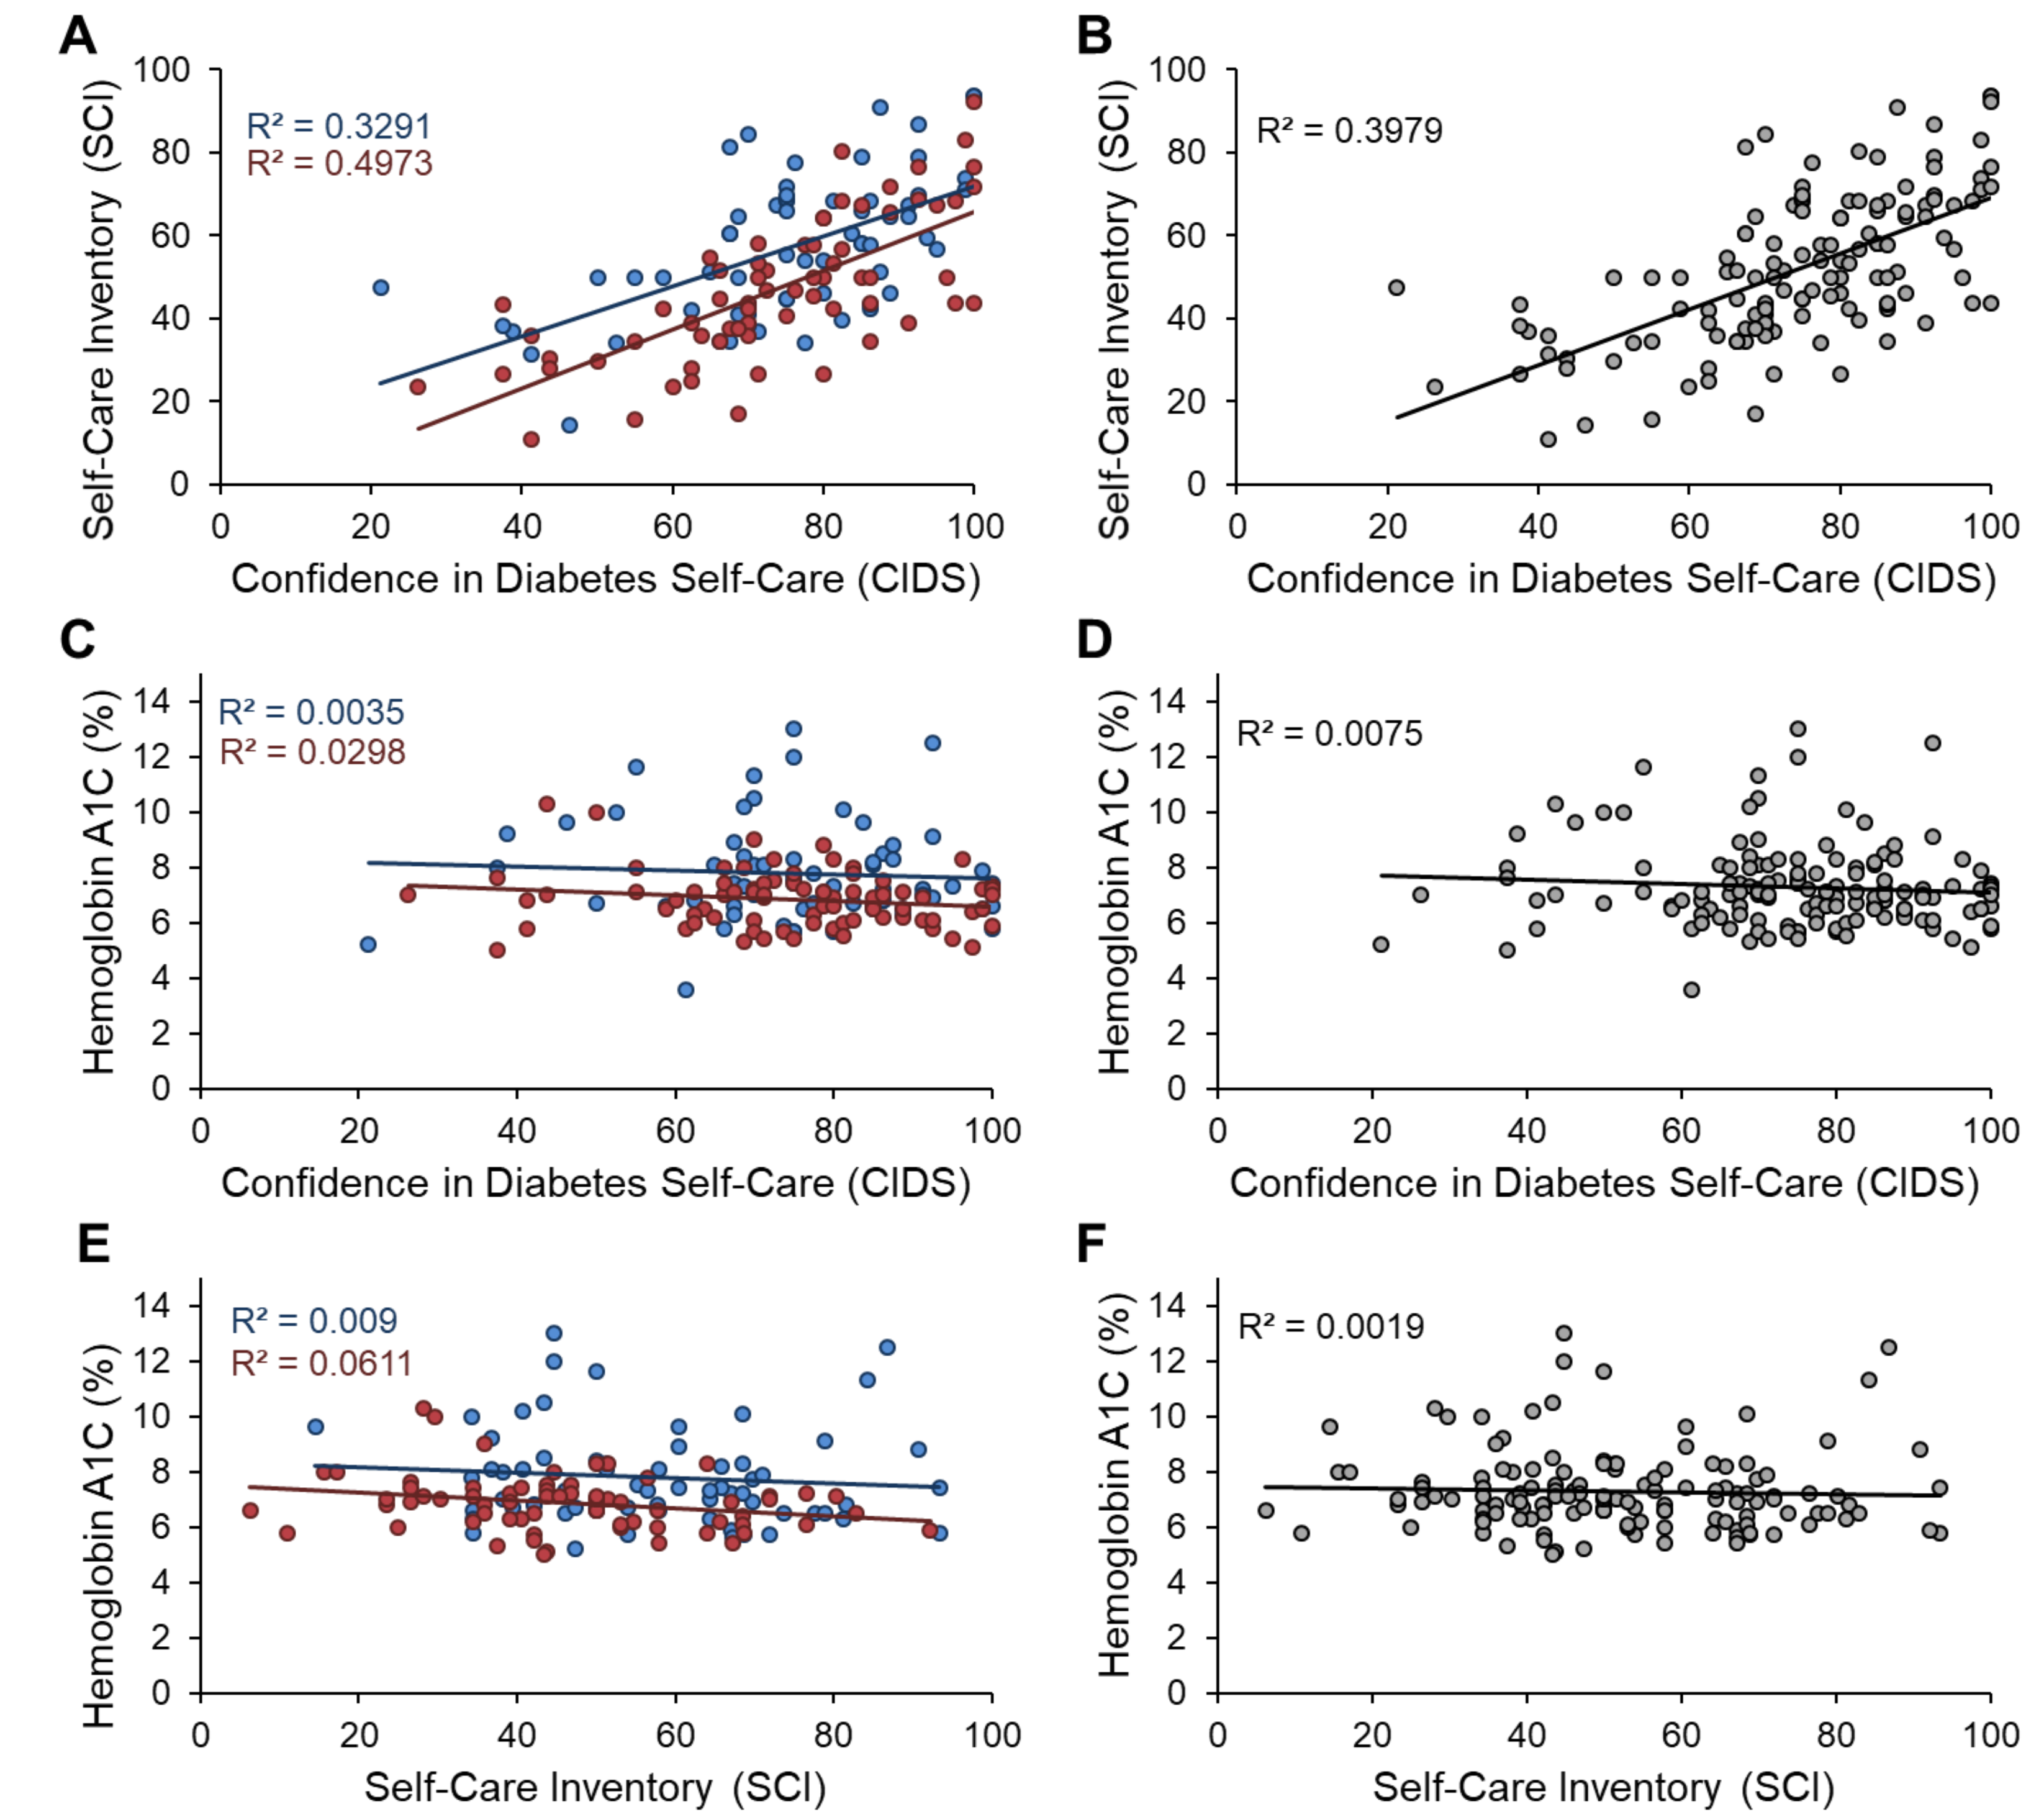 A
Self-Care Inventory (SCI)
100
80
60
40
20
0
R² = 0.3291
R² = 0.4973
0 20 40 60 80 100
Confidence in Diabetes Self-Care (CIDS)
B
Self-Care Inventory (SCI)
100
80
60
40
20
0
R² = 0.3979
0 20 40 60 80 100
Confidence in Diabetes Self-Care (CIDS)
C
Hemoglobin A1C (%)
14
12
10
8
6
4
2
0
R² = 0.0035
R² = 0.0298
0 20 40 60 80 100
Confidence in Diabetes Self-Care (CIDS)
D
Hemoglobin A1C (%)
14
12
10
8
6
4
2
0
R² = 0.0075
0 20 40 60 80 100
Confidence in Diabetes Self-Care (CIDS)
E
Hemoglobin A1C (%)
14
12
10
8
6
4
2
0
R² = 0.009
R² = 0.0611
0 20 40 60 80 100
Self-Care Inventory (SCI)
F
Hemoglobin A1C (%)
14
12
10
8
6
4
2
0
R² = 0.0019
0 20 40 60 80 100
Self-Care Inventory (SCI)